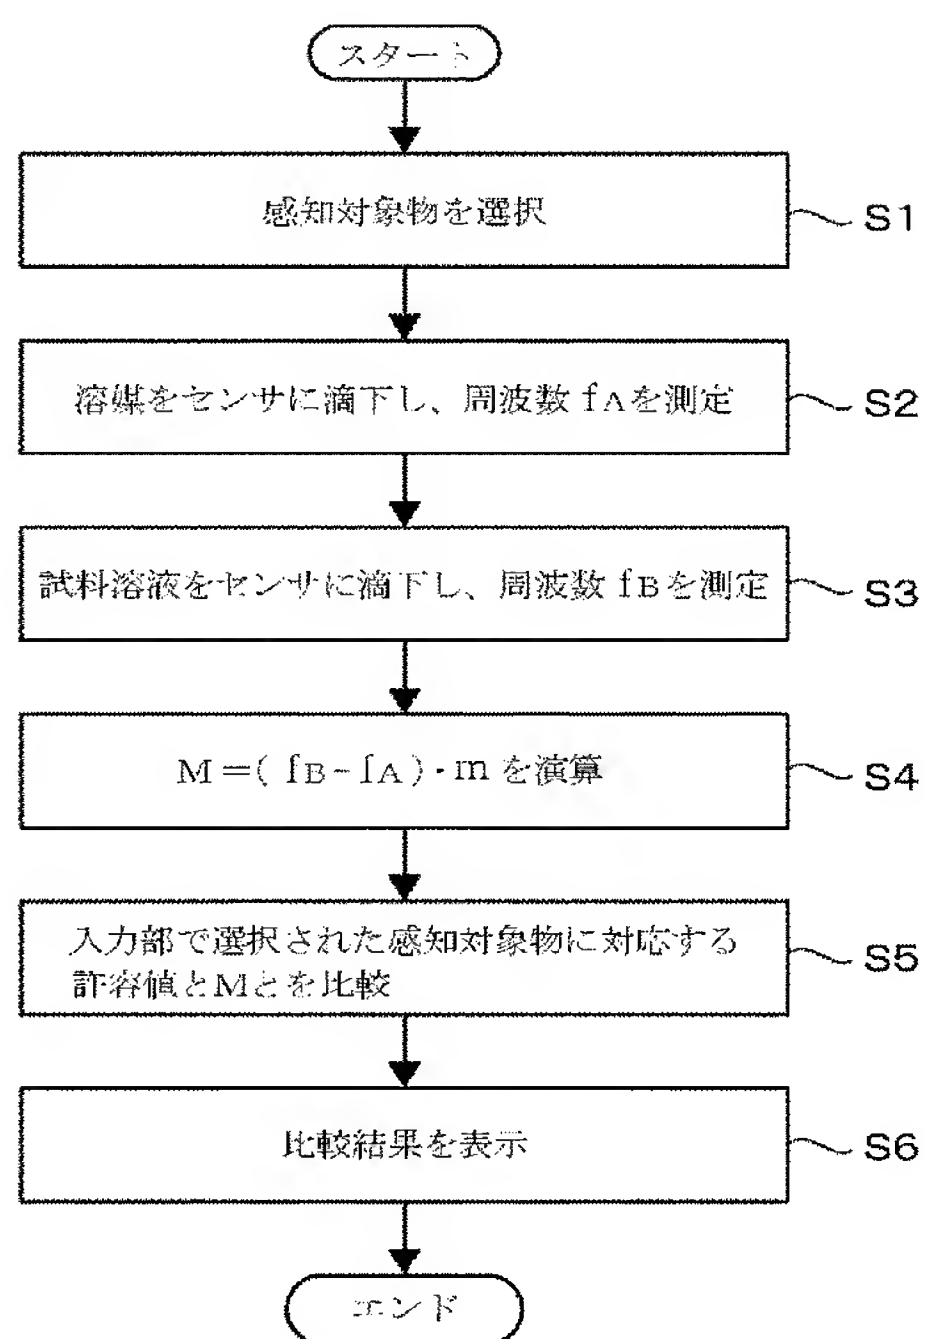 スタート
感知対象物を選択
S1
溶媒をセンサに滴下し、周波数 fAを測定
S2
試料溶液をセンサに滴下し、周波数 fBを測定
S3
M=( fB-fA)・m を演算
S4
入力部で選択された感知対象物に対応する
許容値とMとを比較
S5
比較結果を表示
S6
エンド